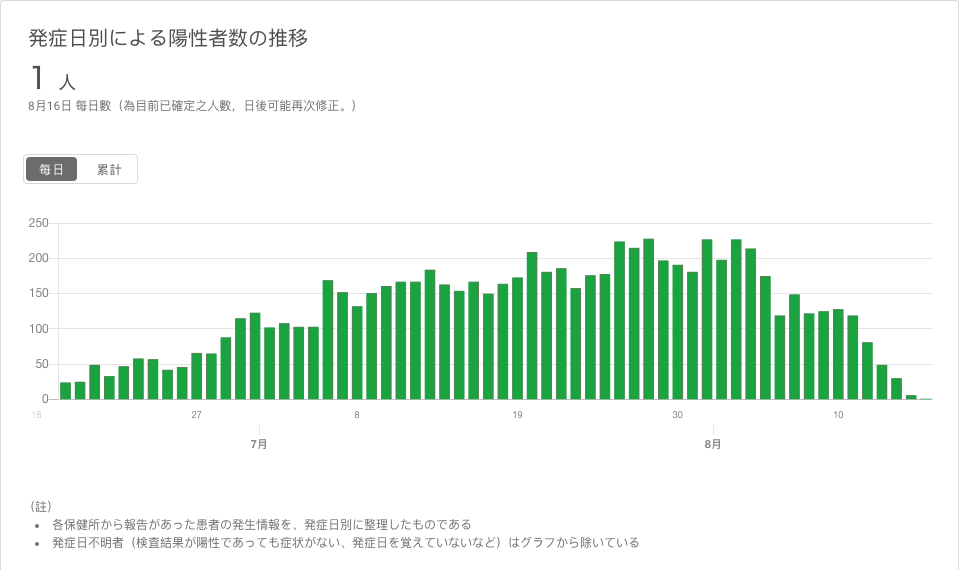 発症日別による陽性者数の推移
1 人
8月16日 每日數（為目前已確定之人數，日後可能再次修正。）
每日 累計
250
200
150
100
50
0
16 27 8 19 30 10
7月 8月
（註）
• 各保健所から報告があった患者の発生情報を、発症日別に整理したものである
• 発症日不明者（検査結果が陽性であっても症状がない、発症日を覚えていないなど）はグラフから除いている